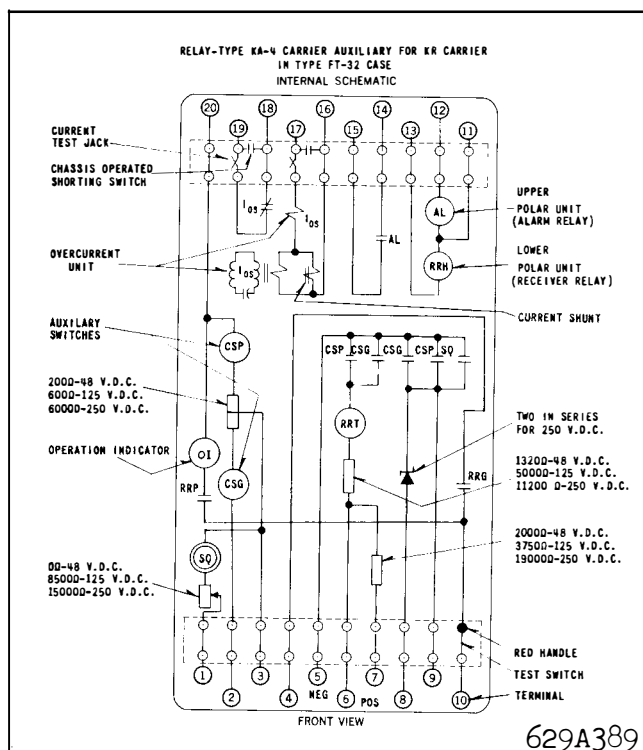 RELAY-TYPE KA-4 CARRIER AUXILIARY FOR KR CARRIER
IN TYPE FT-32 CASE
INTERNAL SCHEMATIC
20
19
18
17
16
15
14
13
12
11
CURRENT
TEST JACK
CHASSIS OPERATED
SHORTING SWITCH
IOS
IOS
AL
AL
UPPER
POLAR UNIT
(ALARM RELAY)
OVERCURRENT
UNIT
IOS
RRH
LOWER
POLAR UNIT
(RECEIVER RELAY)
CURRENT SHUNT
AUXILARY
SWITCHES
CSP
CSP
CSG
CSG
CSP
SQ
200Ω-48 V.D.C.
600Ω-125 V.D.C.
6000Ω-250 V.D.C.
RRT
TWO IN SERIES
FOR 250 V.D.C.
OPERATION INDICATOR
OI
CSG
RRP
RRG
1320Ω-48 V.D.C.
5000Ω-125 V.D.C.
11200 Ω-250 V.D.C.
2000Ω-48 V.D.C.
3750Ω-125 V.D.C.
19000Ω-250 V.D.C.
SQ
0Ω-48 V.D.C.
8500Ω-125 V.D.C.
15000Ω-250 V.D.C.
RED HANDLE
TEST SWITCH
TERMINAL
1
2
3
4
5
NEG
6
POS
7
8
9
10
FRONT VIEW
629A389